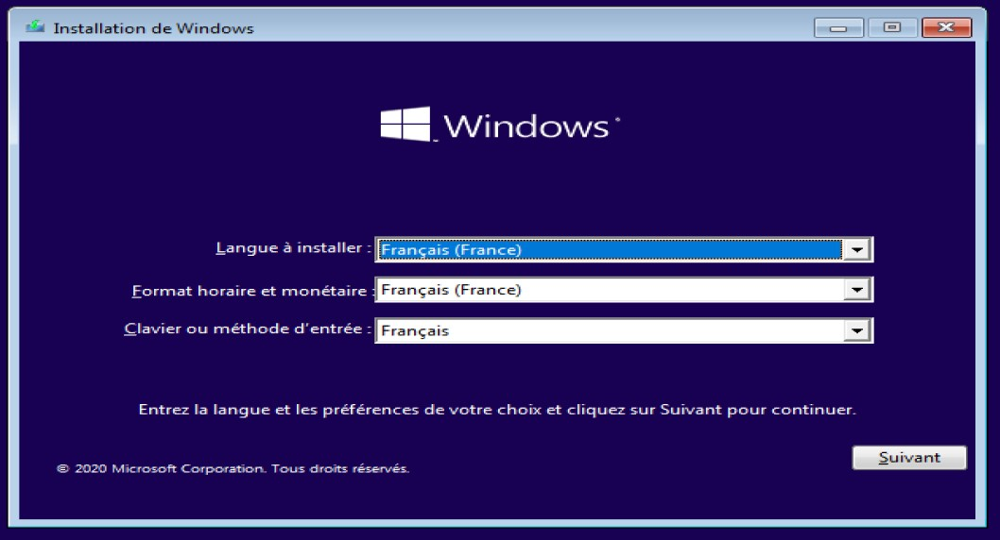 Installation de Windows
Windows
Langue à installer : Français (France)
Format horaire et monétaire : Français (France)
Clavier ou méthode d'entrée : Français
Entrez la langue et les préférences de votre choix et cliquez sur Suivant pour continuer.
Suivant
© 2020 Microsoft Corporation. Tous droits réservés.